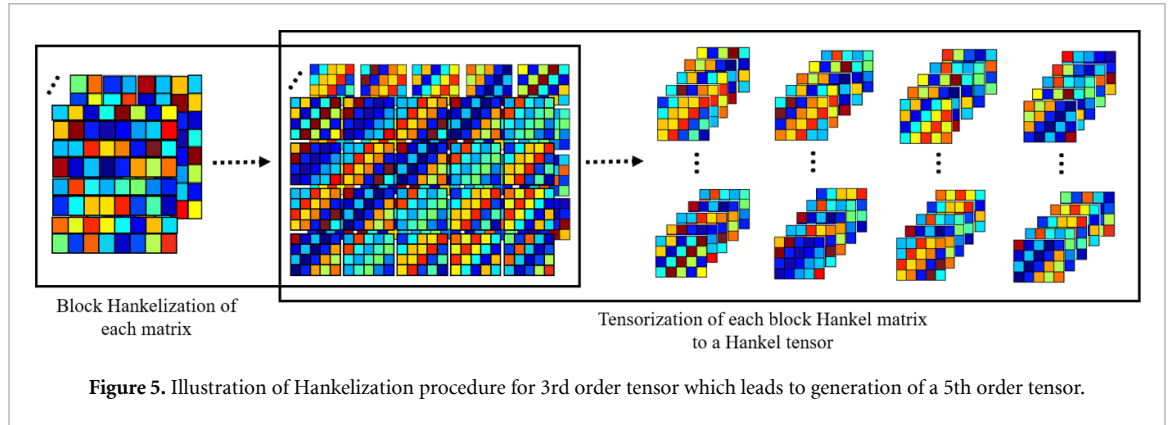 Block Hankelization of
each matrix
Tensorization of each block Hankel matrix
to a Hankel tensor
Figure 5. Illustration of Hankelization procedure for 3rd order tensor which leads to generation of a 5th order tensor.